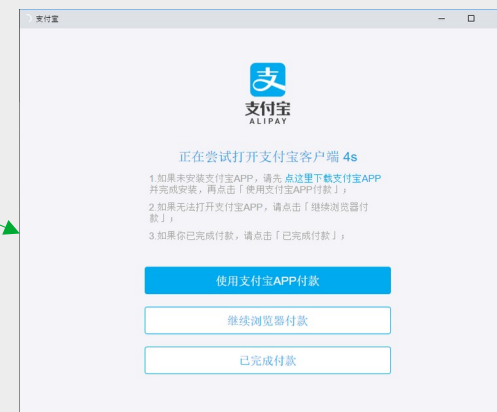 支付宝
支
支付宝
ALIPAY
正在尝试打开支付宝客户端 4s
1.如果未安装支付宝APP，请先 点这里下载支付宝APP
并完成安装，再点击「使用支付宝APP付款」；
2.如果无法打开支付宝APP，请点击「继续浏览器付
款」；
3.如果你已完成付款，请点击「已完成付款」；
使用支付宝APP付款
继续浏览器付款
已完成付款